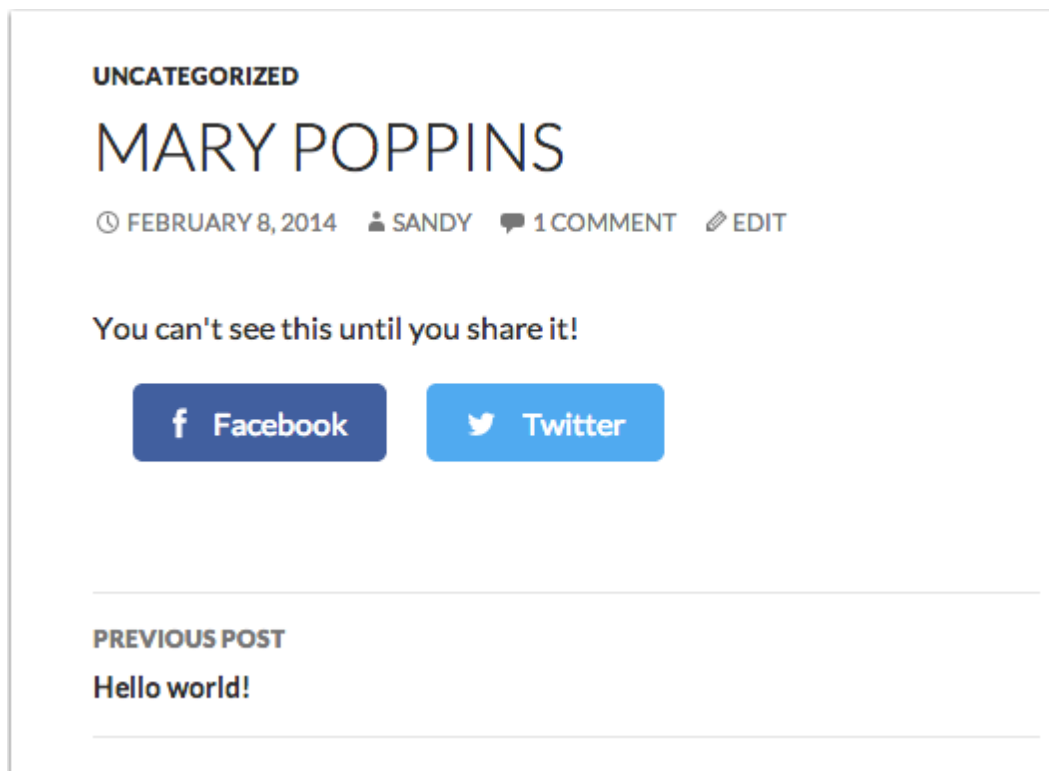 UNCATEGORIZED
MARY POPPINS
FEBRUARY 8, 2014 SANDY 1 COMMENT EDIT
You can't see this until you share it!
Facebook Twitter
PREVIOUS POST
Hello world!